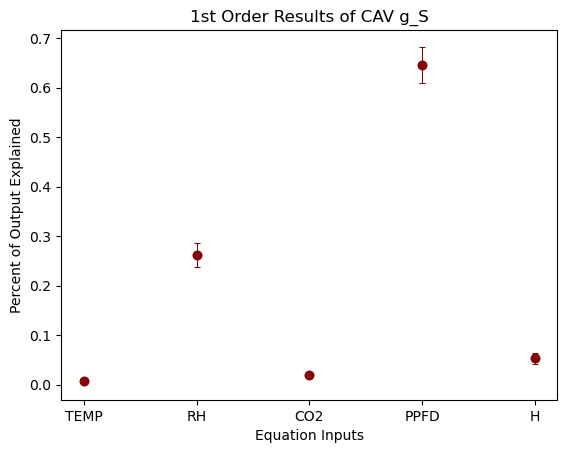 1st Order Results of CAV g_S
Percent of Output Explained
0.7
0.6
0.5
0.4
0.3
0.2
0.1
0.0
TEMP RH CO2 PPFD H
Equation Inputs